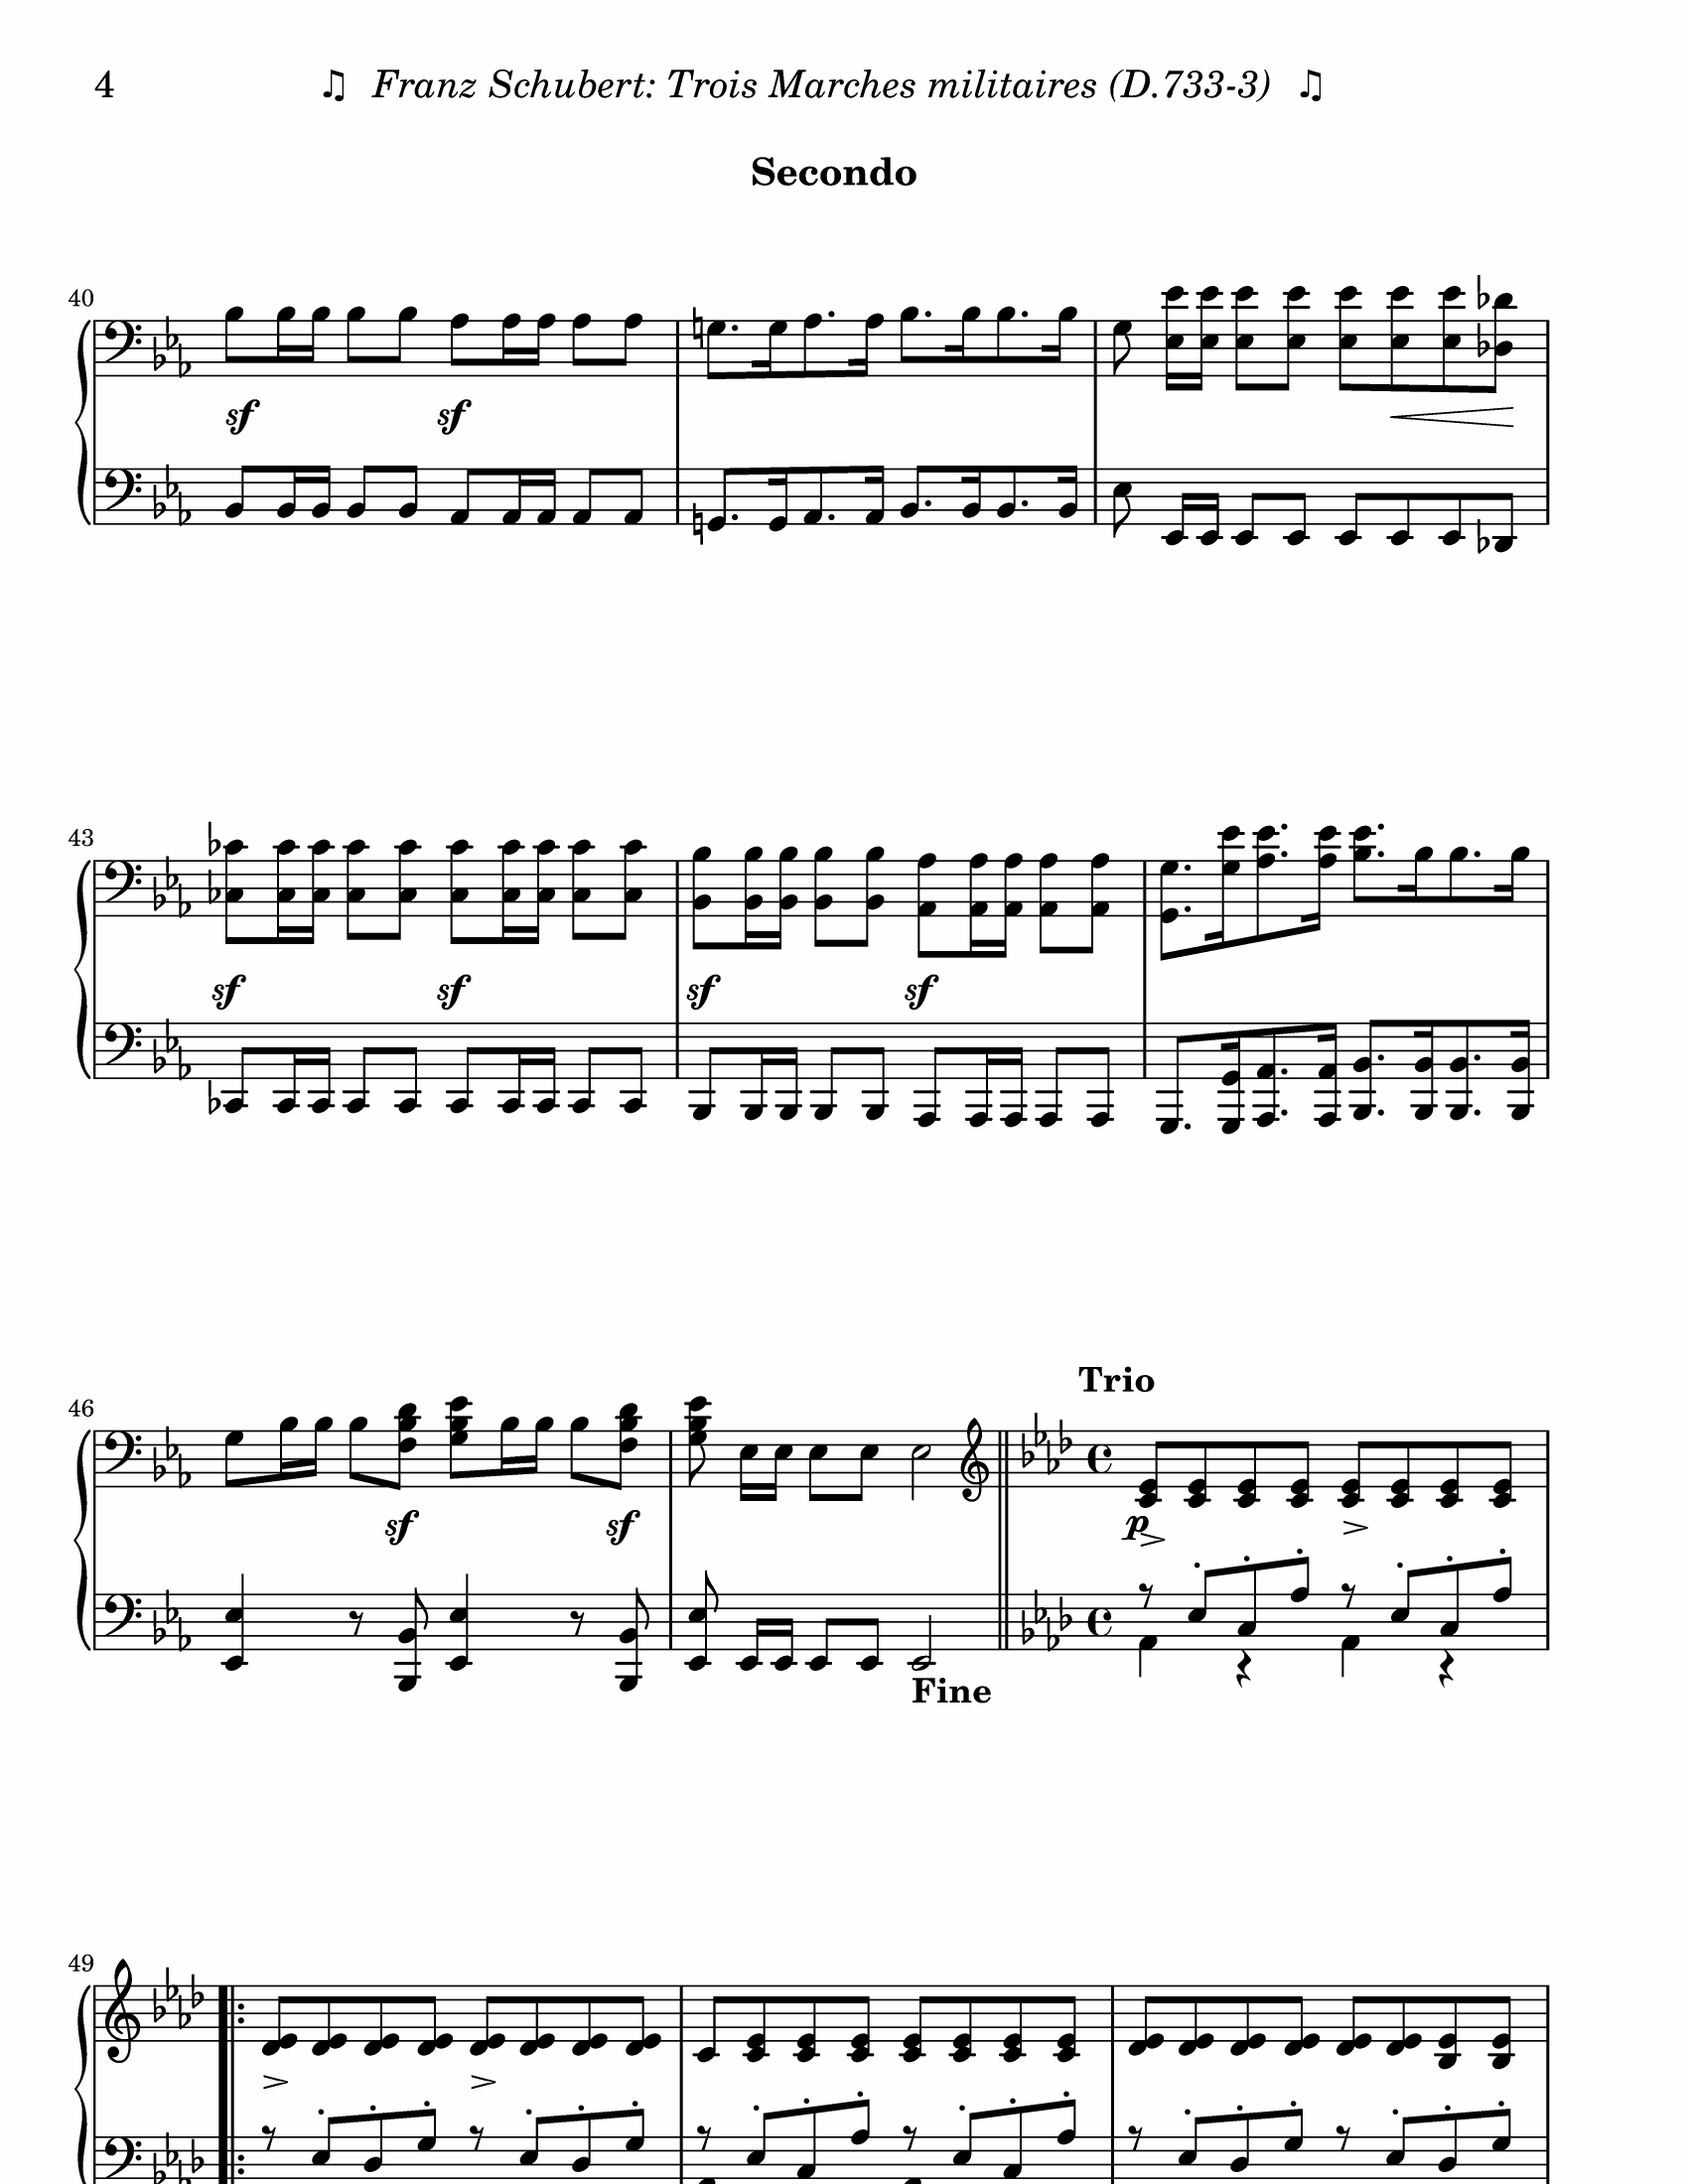 4 ♫ Franz Schubert: Trois Marches militaires (D.733-3) ♫
Secondo
40
sf sf
43
sf sf sf sf
Trio
46
sf sf p
Fine
49